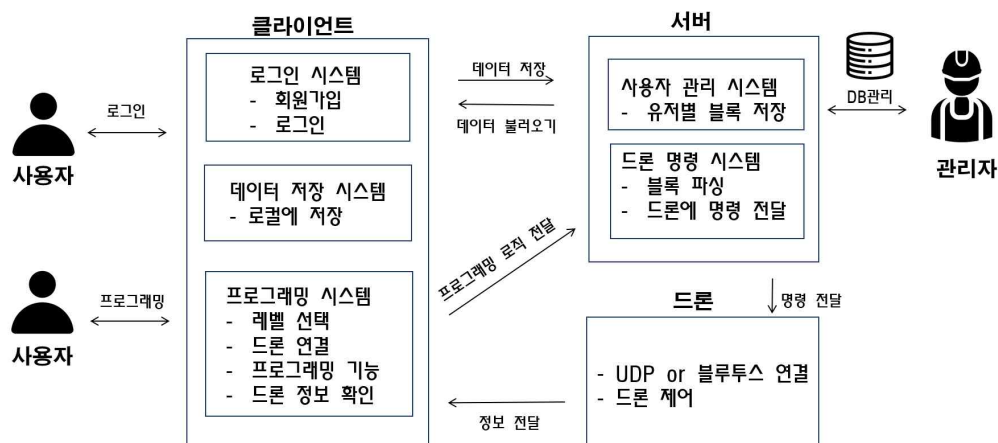 클라이언트
로그인 시스템
- 회원가입
- 로그인
데이터 저장 시스템
- 로컬에 저장
프로그래밍 시스템
- 레벨 선택
- 드론 연결
- 프로그래밍 기능
- 드론 정보 확인
사용자
로그인
사용자
프로그래밍
데이터 저장
데이터 불러오기
프로그래밍 로직 전달
정보 전달
서버
사용자 관리 시스템
- 유저별 블록 저장
드론 명령 시스템
- 블록 파싱
- 드론에 명령 전달
DB관리
관리자
명령 전달
드론
- UDP or 블루투스 연결
- 드론 제어